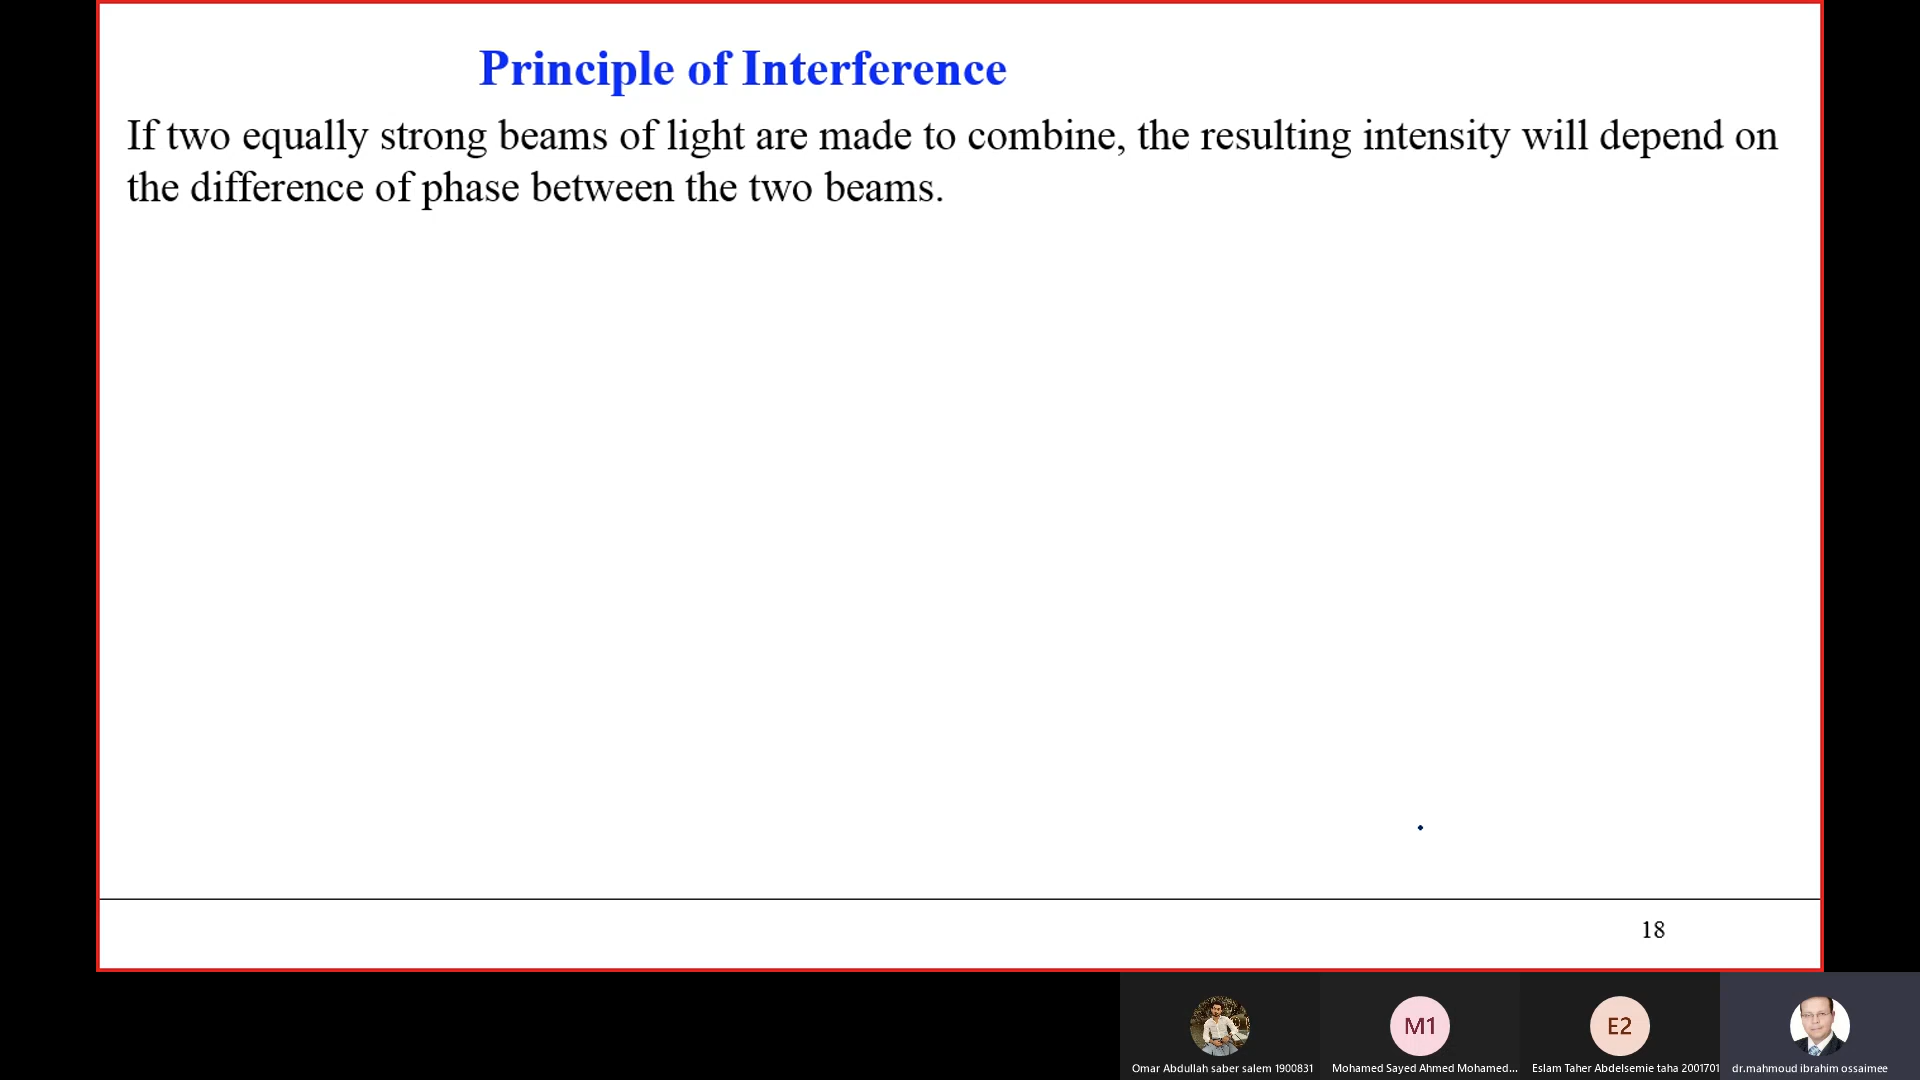 Principle of Interference
If two equally strong beams of light are made to combine, the resulting intensity will depend on
the difference of phase between the two beams.
18
M1
E2
Omar Abdullah saber salem 1900831
Mohamed Sayed Ahmed Mohamed...
Eslam Taher Abdelsemie taha 2001701
dr.mahmoud ibrahim ossaimee